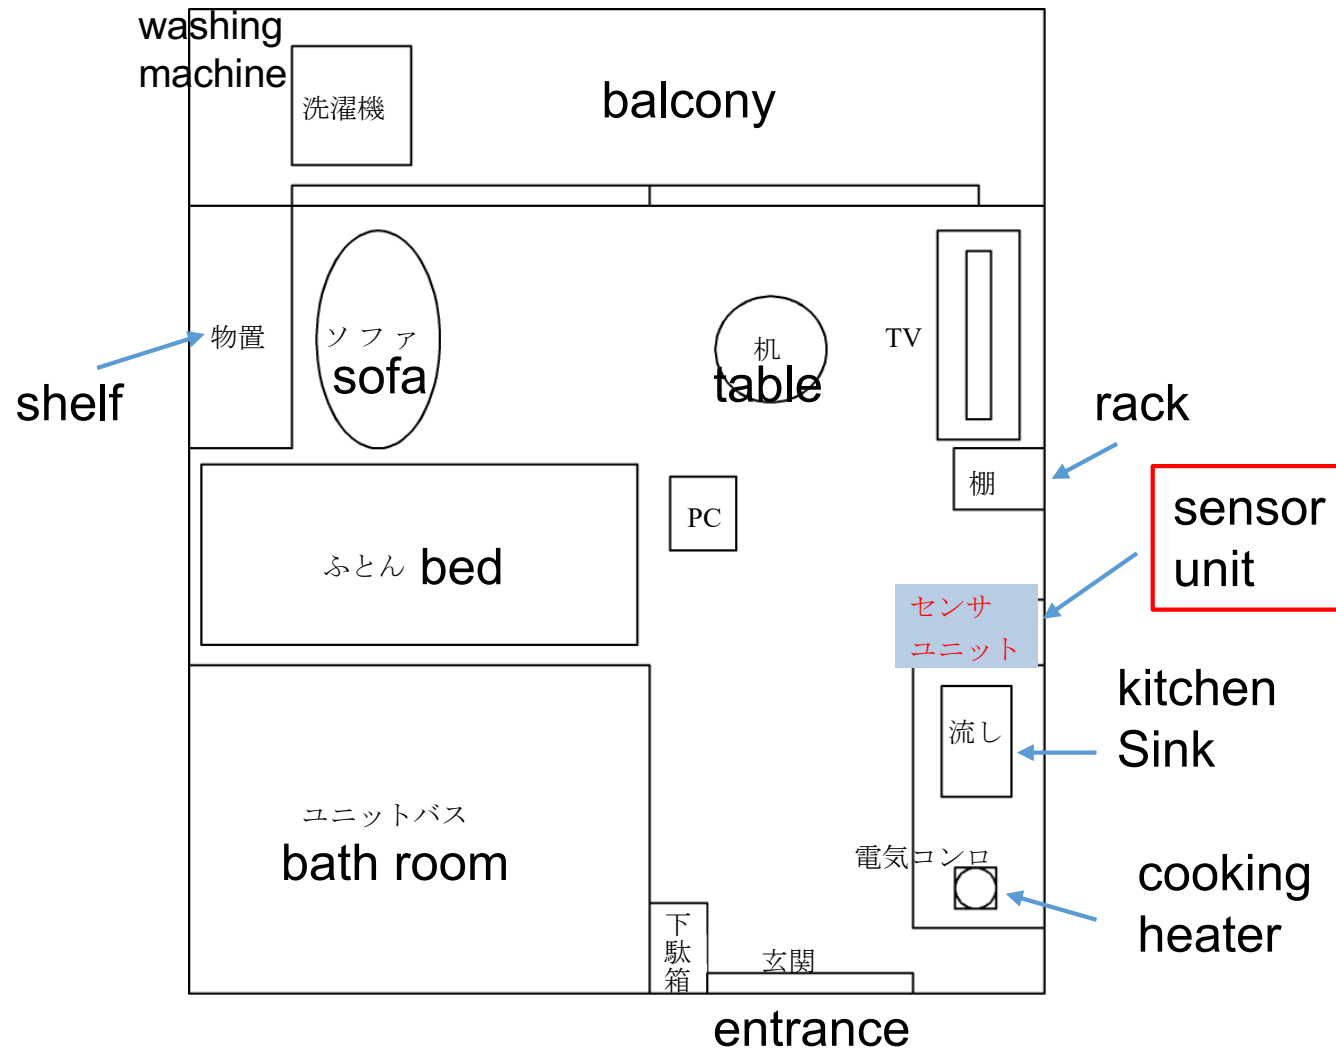 washing
machine
洗濯機
balcony
物置
ソファ
sofa
机
table
TV
shelf
rack
棚
sensor
unit
PC
ふとん bed
センサ
ユニット
kitchen
Sink
流し
ユニットバス
bath room
電気コンロ
cooking
heater
下駄箱
玄関
entrance